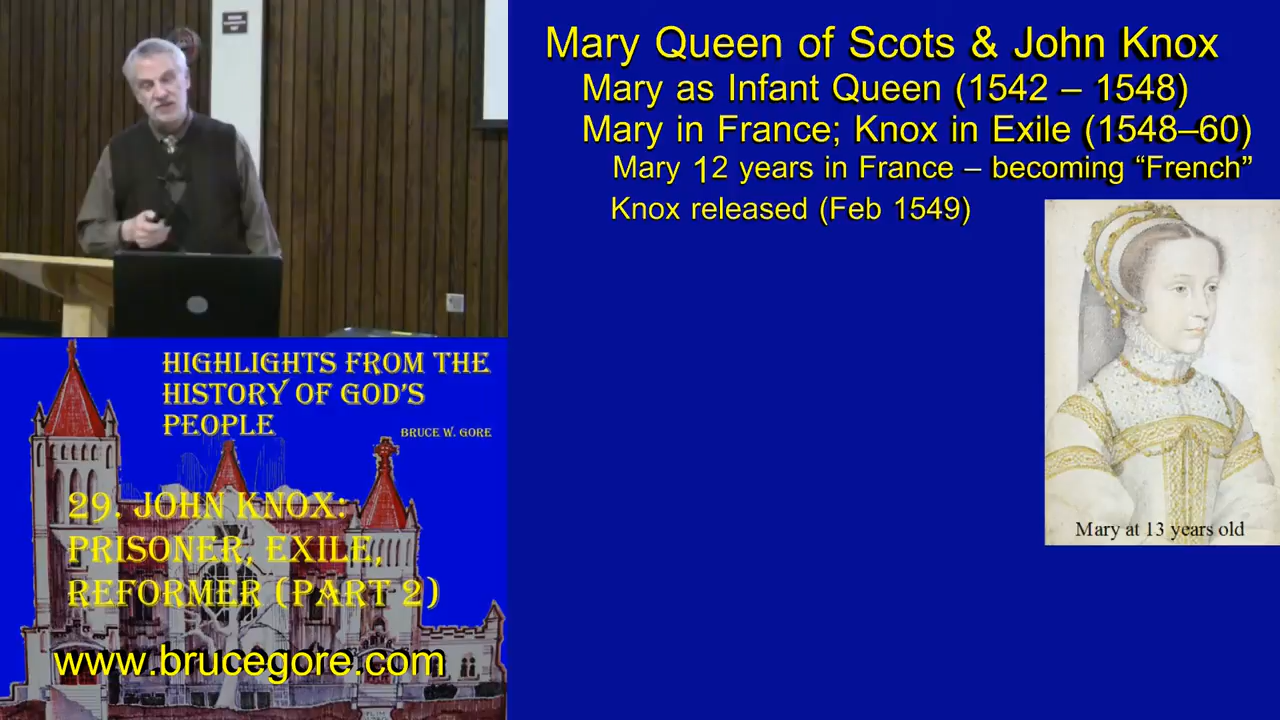 Mary Queen of Scots & John Knox
Mary as Infant Queen (1542 – 1548)
Mary in France; Knox in Exile (1548–60)
Mary 12 years in France – becoming “French”
Knox released (Feb 1549)
Mary at 13 years old
HIGHLIGHTS FROM THE
HISTORY OF GOD'S
PEOPLE
BRUCE W. GORE
29. JOHN KNOX:
PRISONER, EXILE,
REFORMER (PART 2)
www.brucegore.com